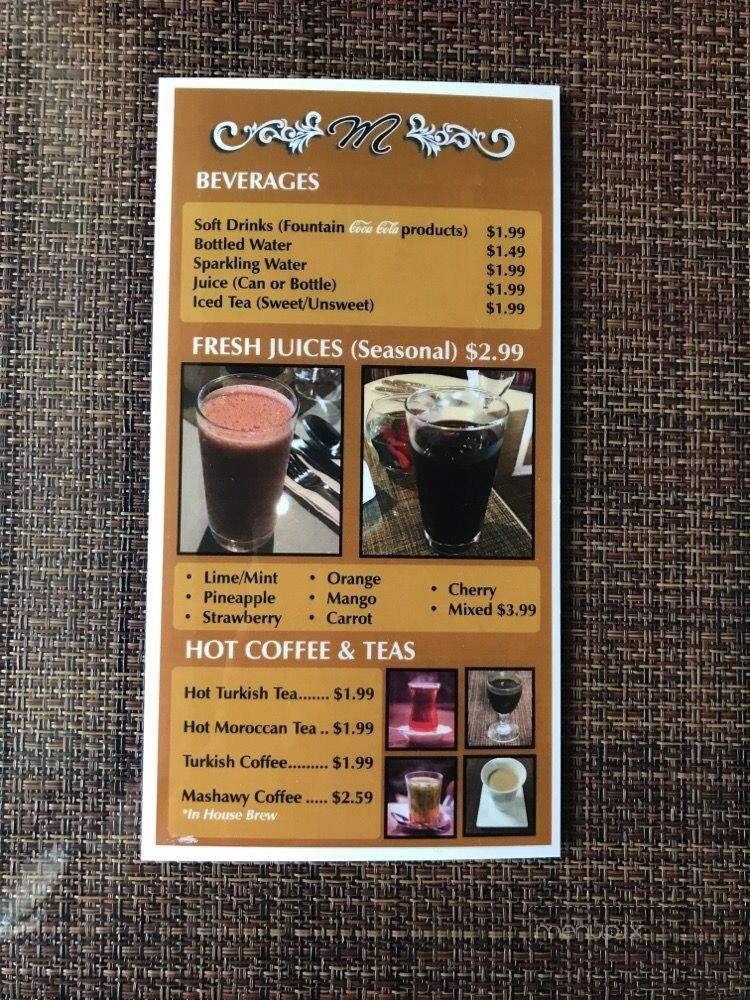 M
BEVERAGES
Soft Drinks (Fountain Coca Cola products) $1.99
Bottled Water $1.49
Sparkling Water $1.99
Juice (Can or Bottle) $1.99
Iced Tea (Sweet/Unsweet) $1.99
FRESH JUICES (Seasonal) $2.99
• Lime/Mint
• Pineapple
• Strawberry
• Orange
• Mango
• Carrot
• Cherry
• Mixed $3.99
HOT COFFEE & TEAS
Hot Turkish Tea....... $1.99
Hot Moroccan Tea .. $1.99
Turkish Coffee......... $1.99
Mashawy Coffee ..... $2.59
*In House Brew
menupix